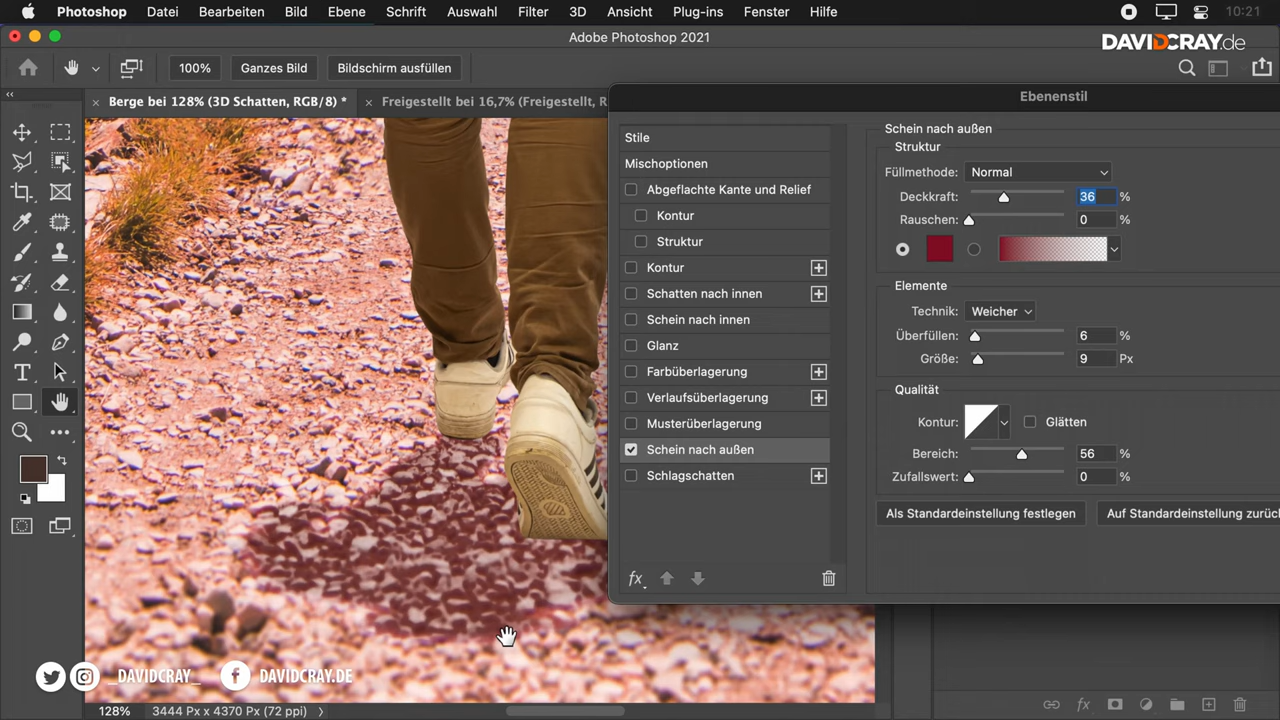 Photoshop Datei Bearbeiten Bild Ebene Schrift Auswahl Filter 3D Ansicht Plug-ins Fenster Hilfe 10:21
Adobe Photoshop 2021
DAVIDCRAY.de
100% Ganzes Bild Bildschirm ausfüllen
× Berge bei 128% (3D Schatten, RGB/8) * × Freigestellt bei 16,7% (Freigestellt, R
Ebenenstil
Stile
Mischoptionen
Abgeflachte Kante und Relief
Kontur
Struktur
Kontur
Schatten nach innen
Schein nach innen
Glanz
Farbüberlagerung
Verlaufsüberlagerung
Musterüberlagerung
Schein nach außen
Schlagschatten
fx
Schein nach außen
Struktur
Füllmethode: Normal
Deckkraft: 36 %
Rauschen: 0 %
Elemente
Technik: Weicher
Überfüllen: 6 %
Größe: 9 Px
Qualität
Kontur: Glätten
Bereich: 56 %
Zufallswert: 0 %
Als Standardeinstellung festlegen Auf Standardeinstellung zurüc
_DAVIDCRAY_ DAVIDCRAY.DE
128% 3444 Px x 4370 Px (72 ppi)
fx